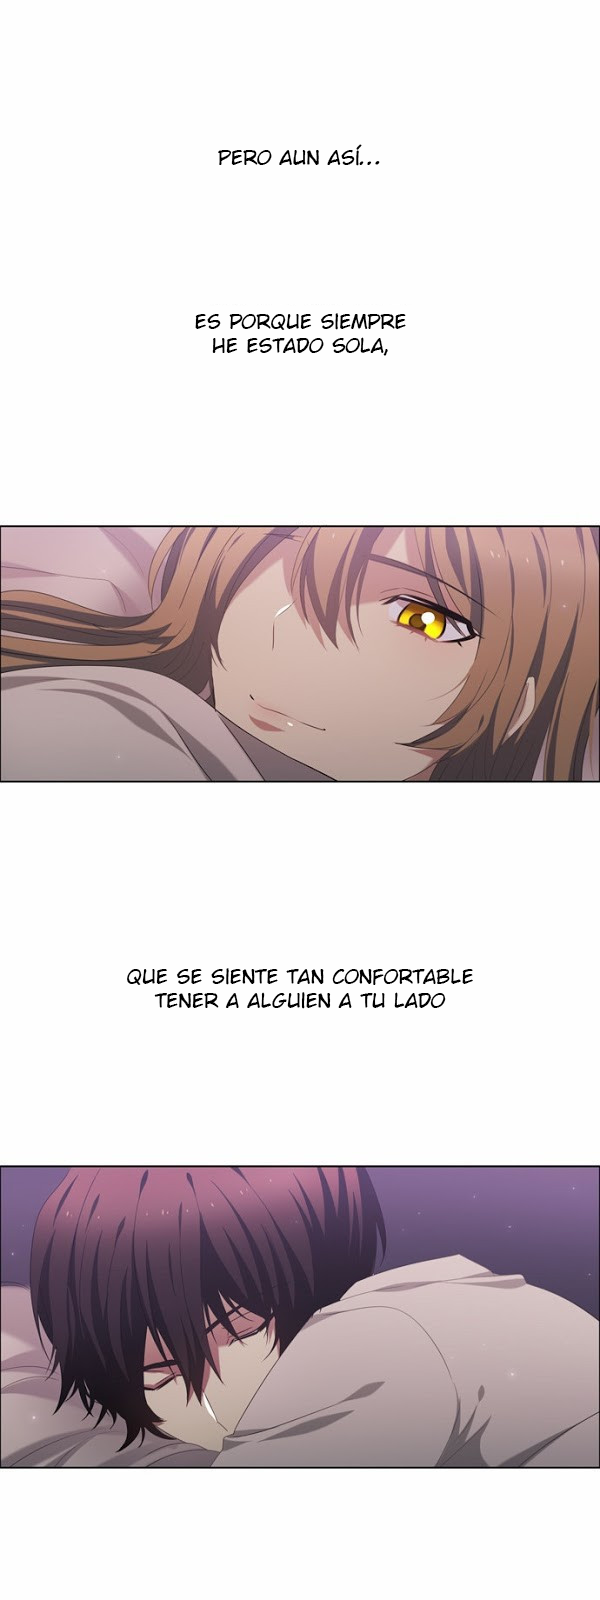 PERO AUN ASÍ...
ES PORQUE SIEMPRE
HE ESTADO SOLA,
QUE SE SIENTE TAN CONFORTABLE
TENER A ALGUIEN A TU LADO